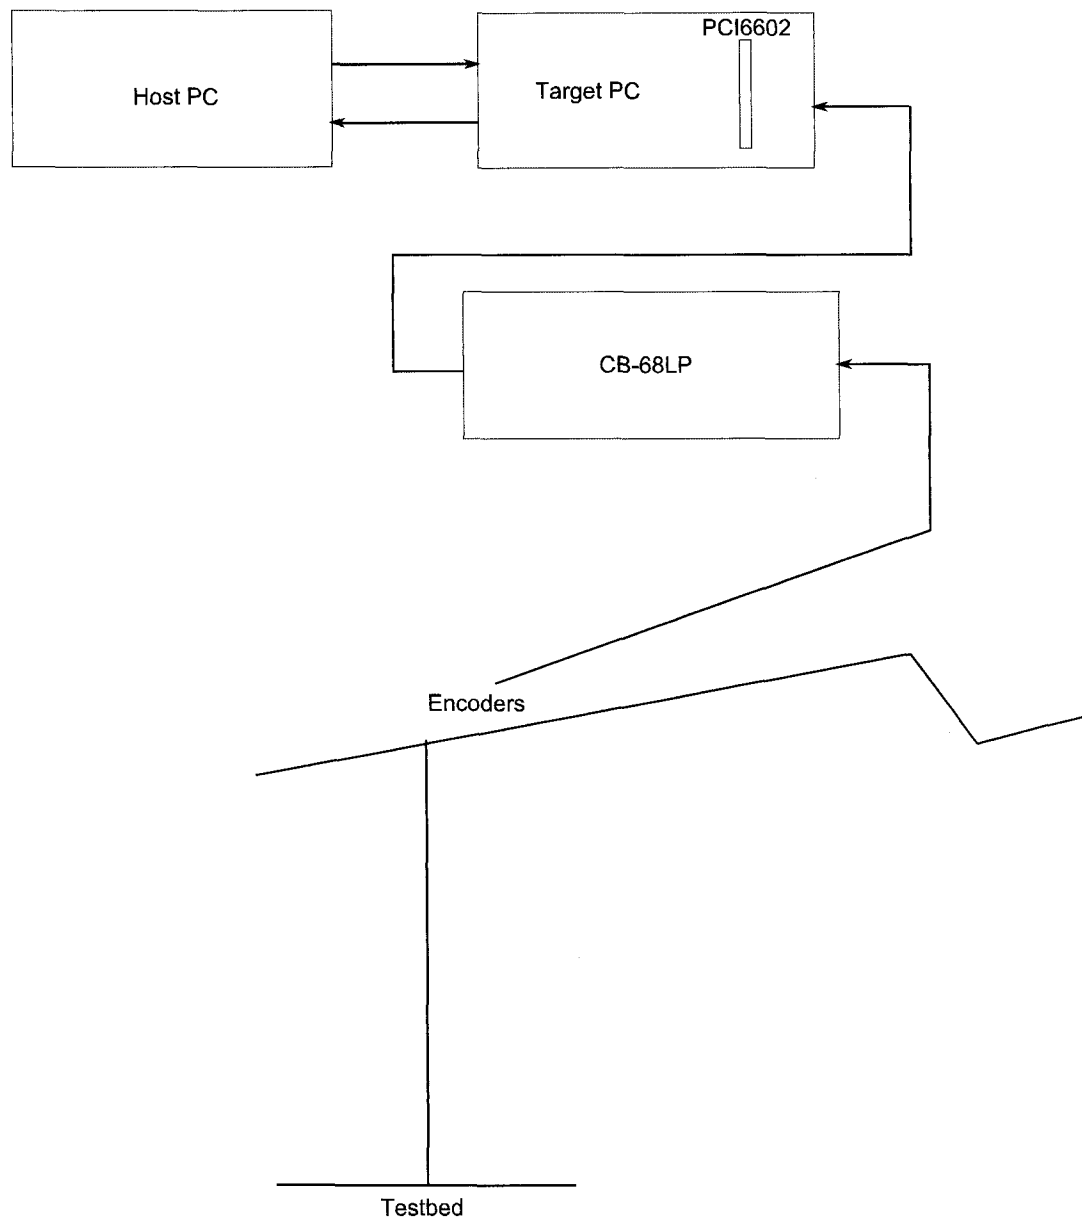 PCI6602
Host PC
Target PC
CB-68LP
Encoders
Testbed